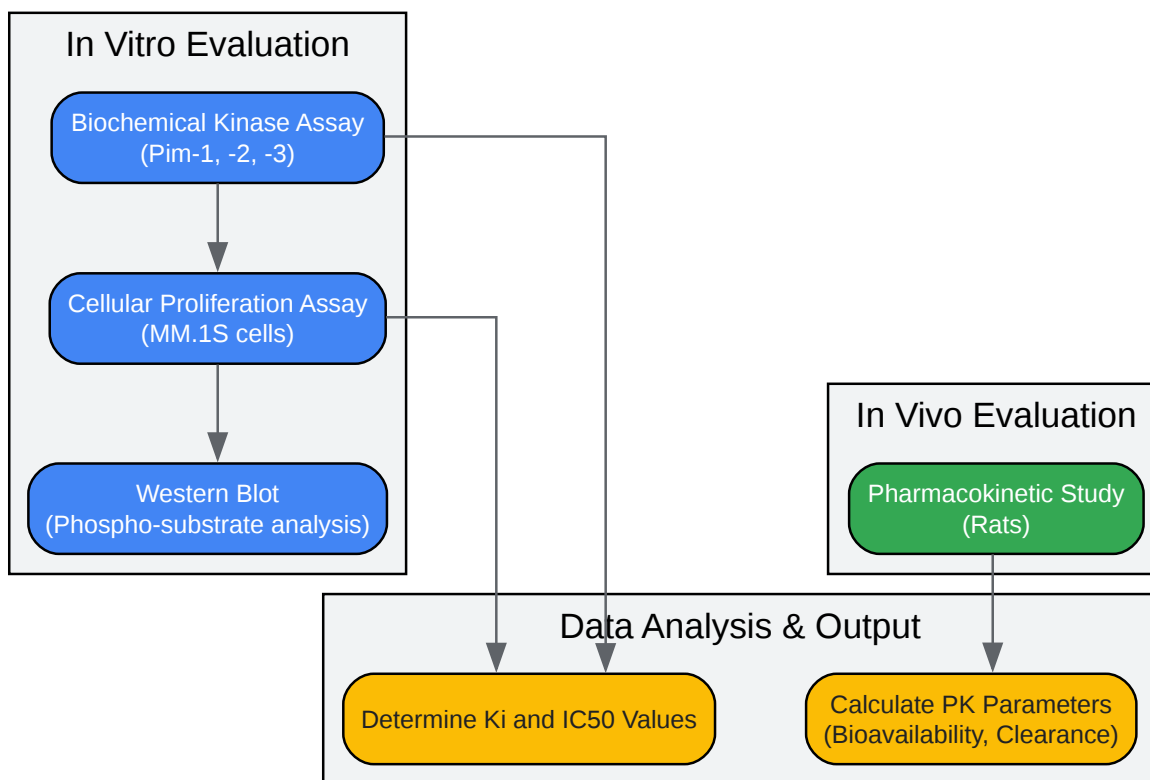 In Vitro Evaluation
Biochemical Kinase Assay
(Pim-1, -2, -3)
Cellular Proliferation Assay
(MM.1S cells)
Western Blot
(Phospho-substrate analysis)
In Vivo Evaluation
Pharmacokinetic Study
(Rats)
Data Analysis & Output
Determine Ki and IC50 Values
Calculate PK Parameters
(Bioavailability, Clearance)